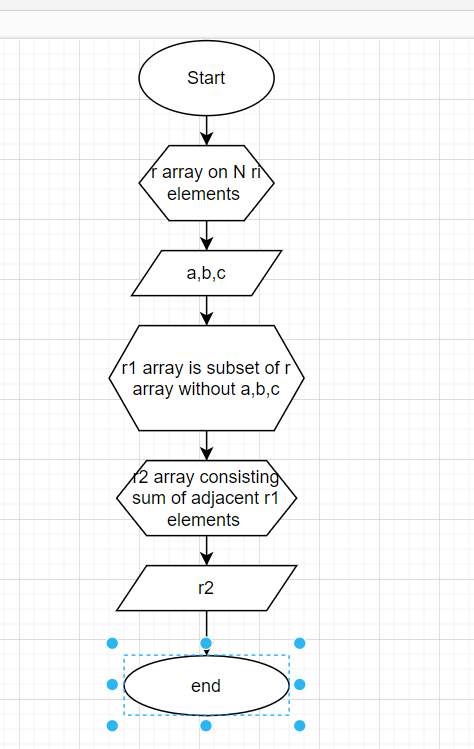 Start
r array on N ri
elements
a,b,c
r1 array is subset of r
array without a,b,c
r2 array consisting
sum of adjacent r1
elements
r2
end